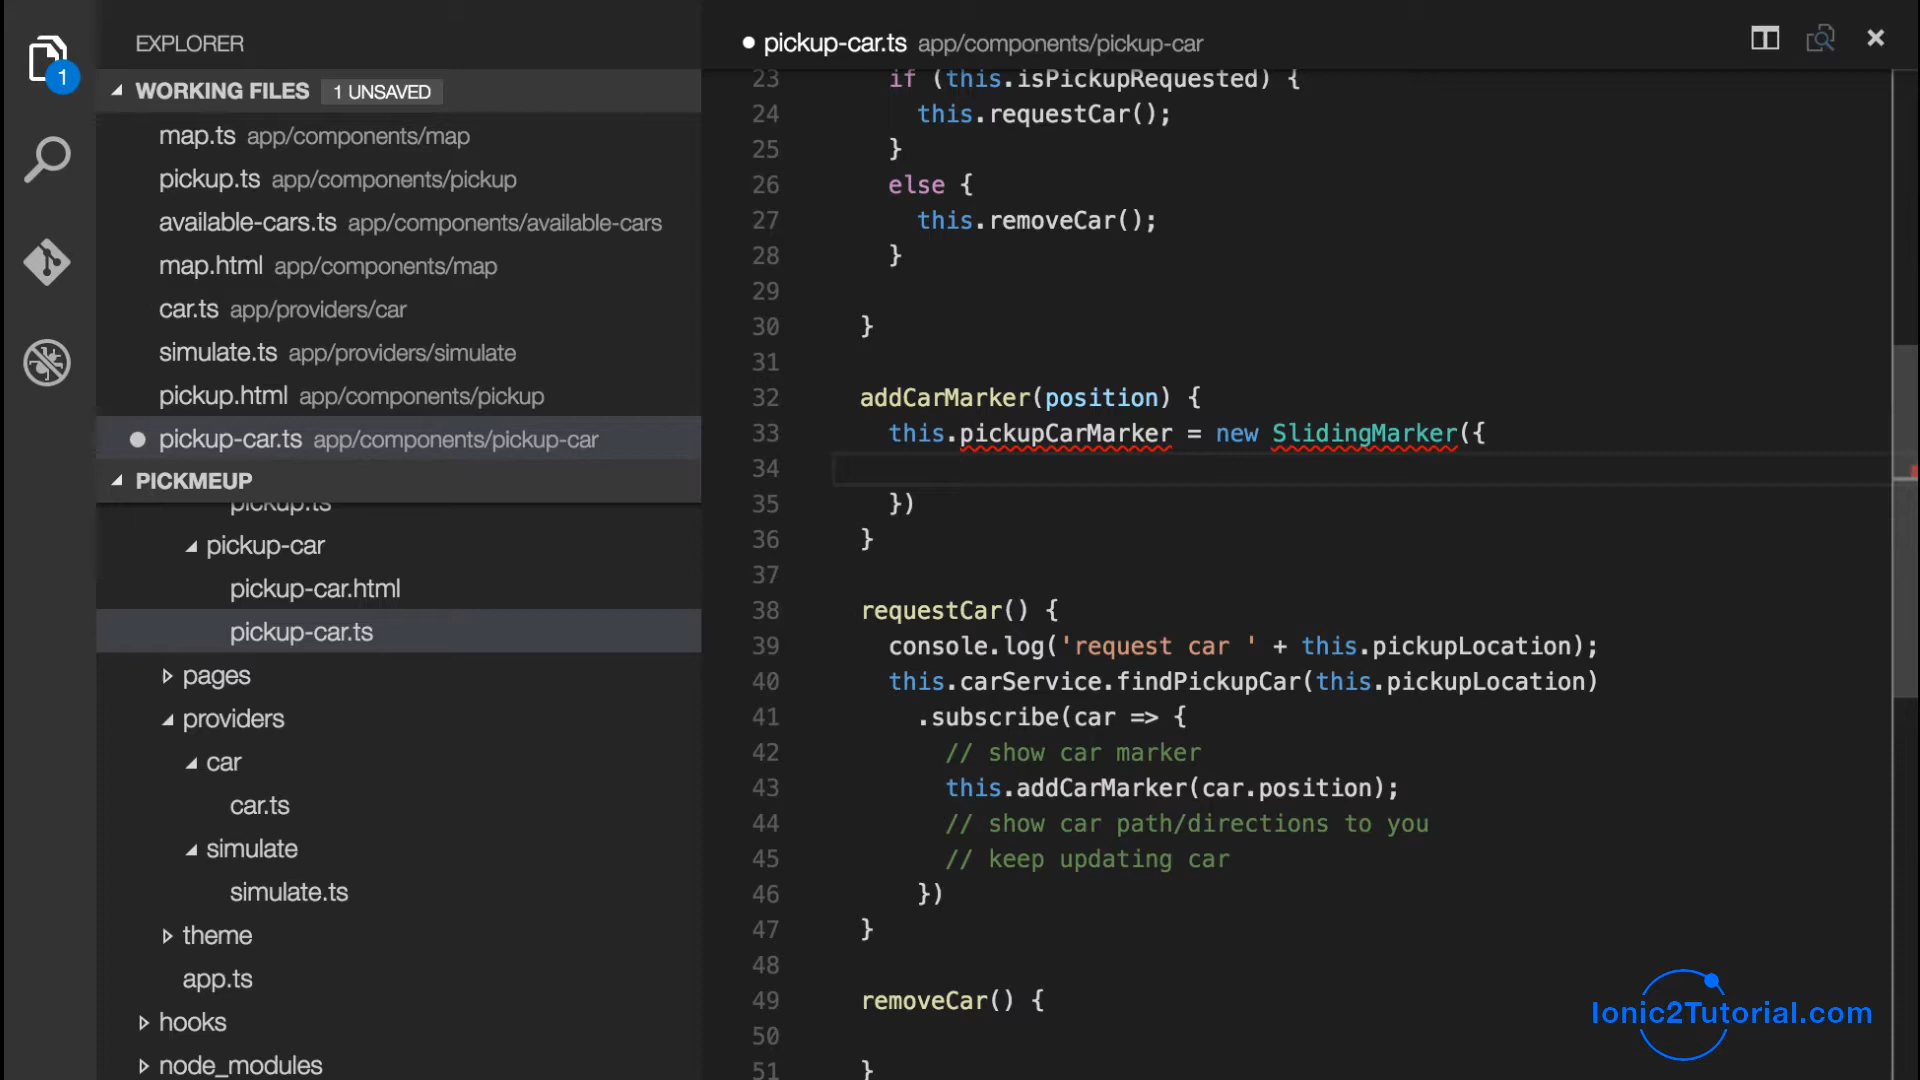 EXPLORER
WORKING FILES 1 UNSAVED
map.ts app/components/map
pickup.ts app/components/pickup
available-cars.ts app/components/available-cars
map.html app/components/map
car.ts app/providers/car
simulate.ts app/providers/simulate
pickup.html app/components/pickup
pickup-car.ts app/components/pickup-car
PICKMEUP
pickup.ts
pickup-car
pickup-car.html
pickup-car.ts
pages
providers
car
car.ts
simulate
simulate.ts
theme
app.ts
hooks
node_modules
1
pickup-car.ts app/components/pickup-car
23 if (this.isPickupRequested) {
24 this.requestCar();
25 }
26 else {
27 this.removeCar();
28 }
29
30 }
31
32 addCarMarker(position) {
33 this.pickupCarMarker = new SlidingMarker({
34
35 })
36 }
37
38 requestCar() {
39 console.log('request car ' + this.pickupLocation);
40 this.carService.findPickupCar(this.pickupLocation)
41 .subscribe(car => {
42 // show car marker
43 this.addCarMarker(car.position);
44 // show car path/directions to you
45 // keep updating car
46 })
47 }
48
49 removeCar() {
50
51 }
Ionic2Tutorial.com